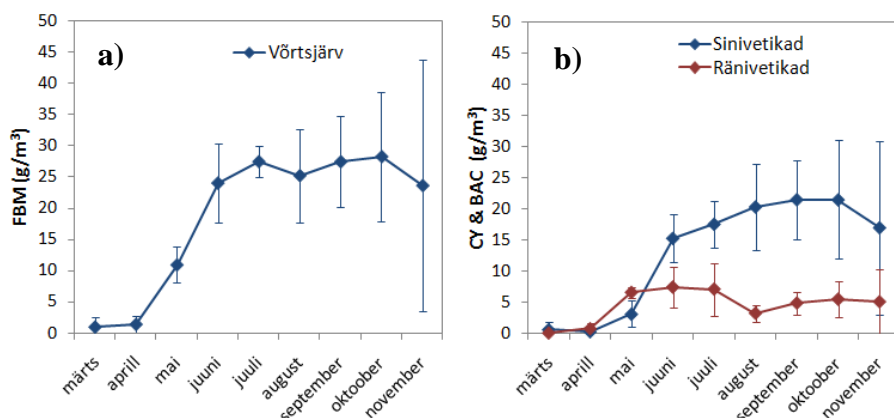 a)
Võrtsjärv
FBM (g/m³)
50
45
40
35
30
25
20
15
10
5
0
märts
aprill
mai
juuni
juuli
august
september
oktoober
november
b)
Sinivetikad
Ränivetikad
CY & BAC (g/m³)
50
45
40
35
30
25
20
15
10
5
0
märts
aprill
mai
juuni
juuli
august
september
oktoober
november